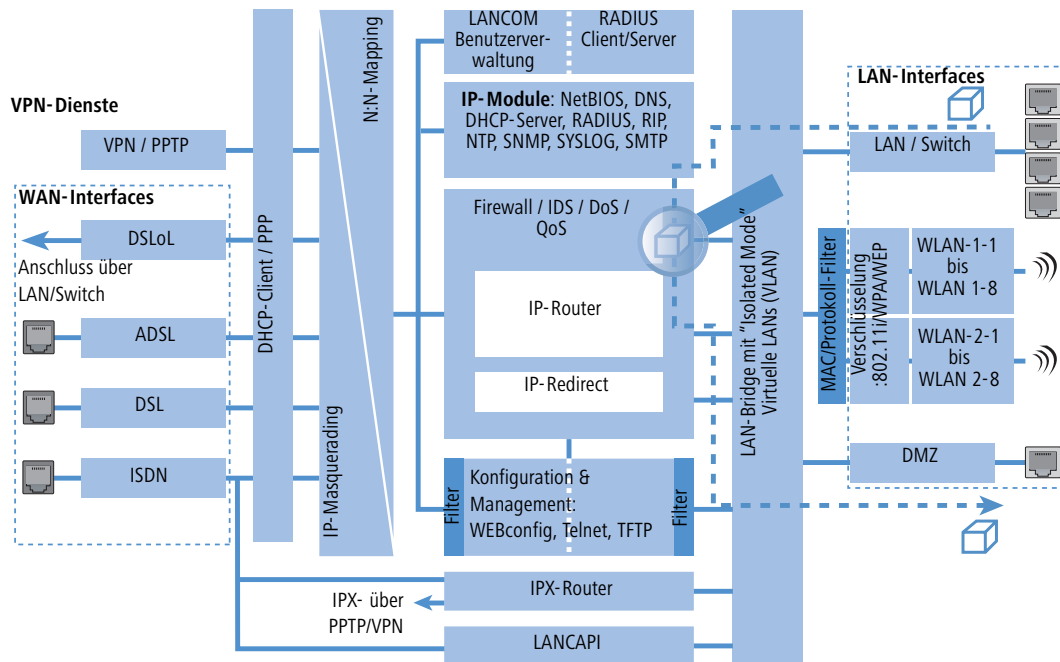 VPN-Dienste
VPN / PPTP
WAN-Interfaces
DSLoL
Anschluss über
LAN/Switch
ADSL
DSL
ISDN
DHCP-Client / PPP
IP-Masquerading
N:N-Mapping
LANCOM
Benutzerver-
waltung
RADIUS
Client/Server
IP-Module: NetBIOS, DNS,
DHCP-Server, RADIUS, RIP,
NTP, SNMP, SYSLOG, SMTP
Firewall / IDS / DoS /
QoS
IP-Router
IP-Redirect
Filter
Konfiguration &
Management:
WEBconfig, Telnet, TFTP
Filter
IPX-Router
IPX- über
PPTP/VPN
LANCAPI
LAN-Bridge mit "Isolated Mode"
Virtuelle LANs (VLAN)
LAN-Interfaces
LAN / Switch
MAC/Protokoll-Filter
Verschlüsselung
:802.11i/WPA/WEP
WLAN-1-1
bis
WLAN 1-8
WLAN-2-1
bis
WLAN 2-8
DMZ